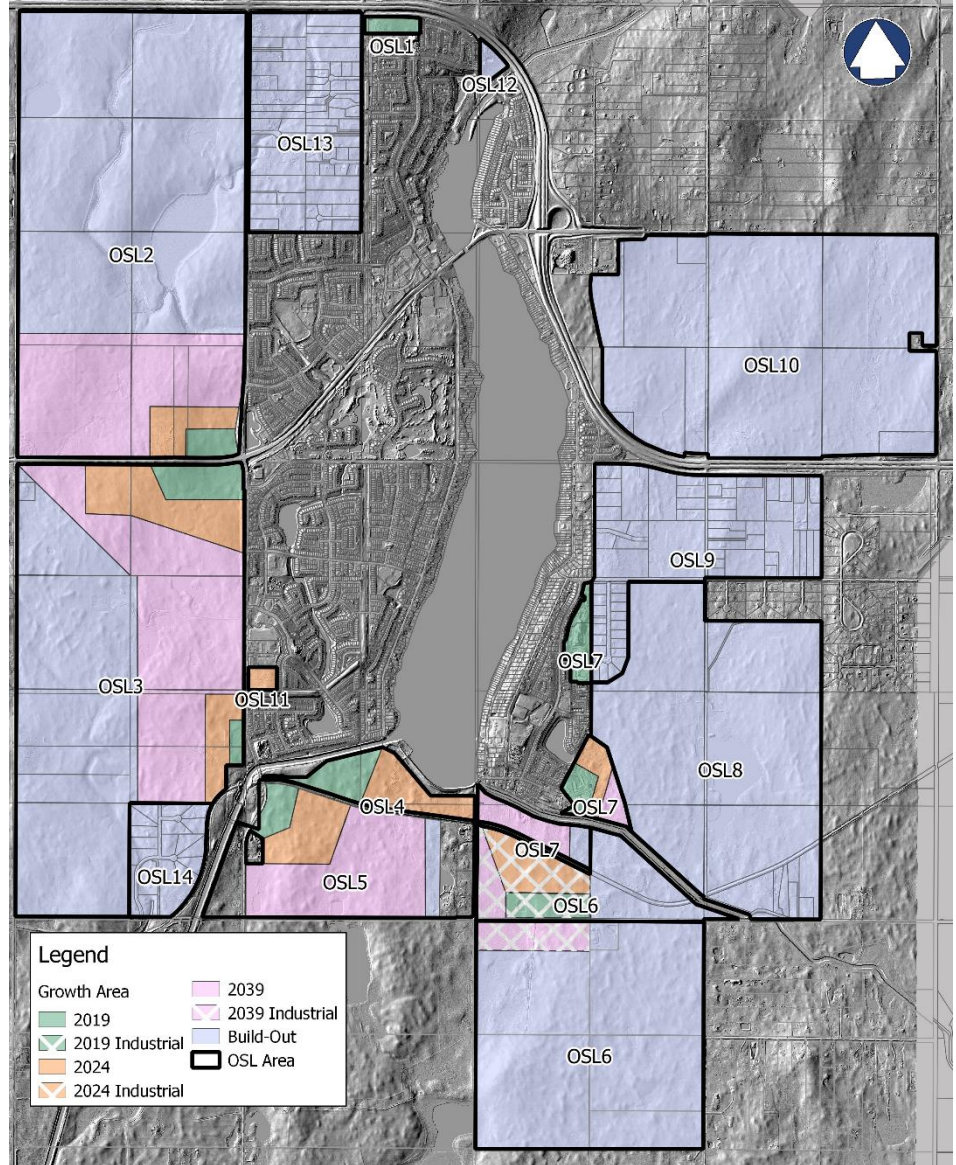 OSL1
OSL12
OSL13
OSL2
OSL10
OSL9
OSL7
OSL3
OSL11
OSL8
OSL4
OSL7
OSL7
OSL14
OSL5
OSL6
OSL6
Legend
Growth Area
2019
2019 Industrial
2024
2024 Industrial
2039
2039 Industrial
Build-Out
OSL Area